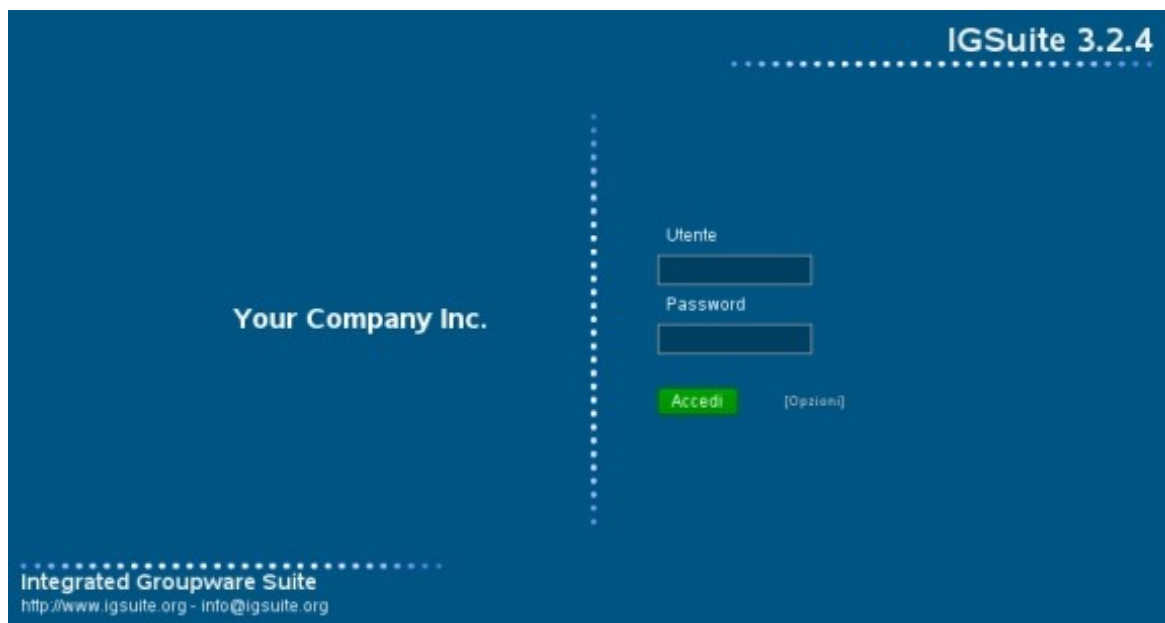 IGSuite 3.2.4
Your Company Inc.
Utente
Password
Accedi [Opzioni]
Integrated Groupware Suite
http://www.igsuite.org - info@igsuite.org